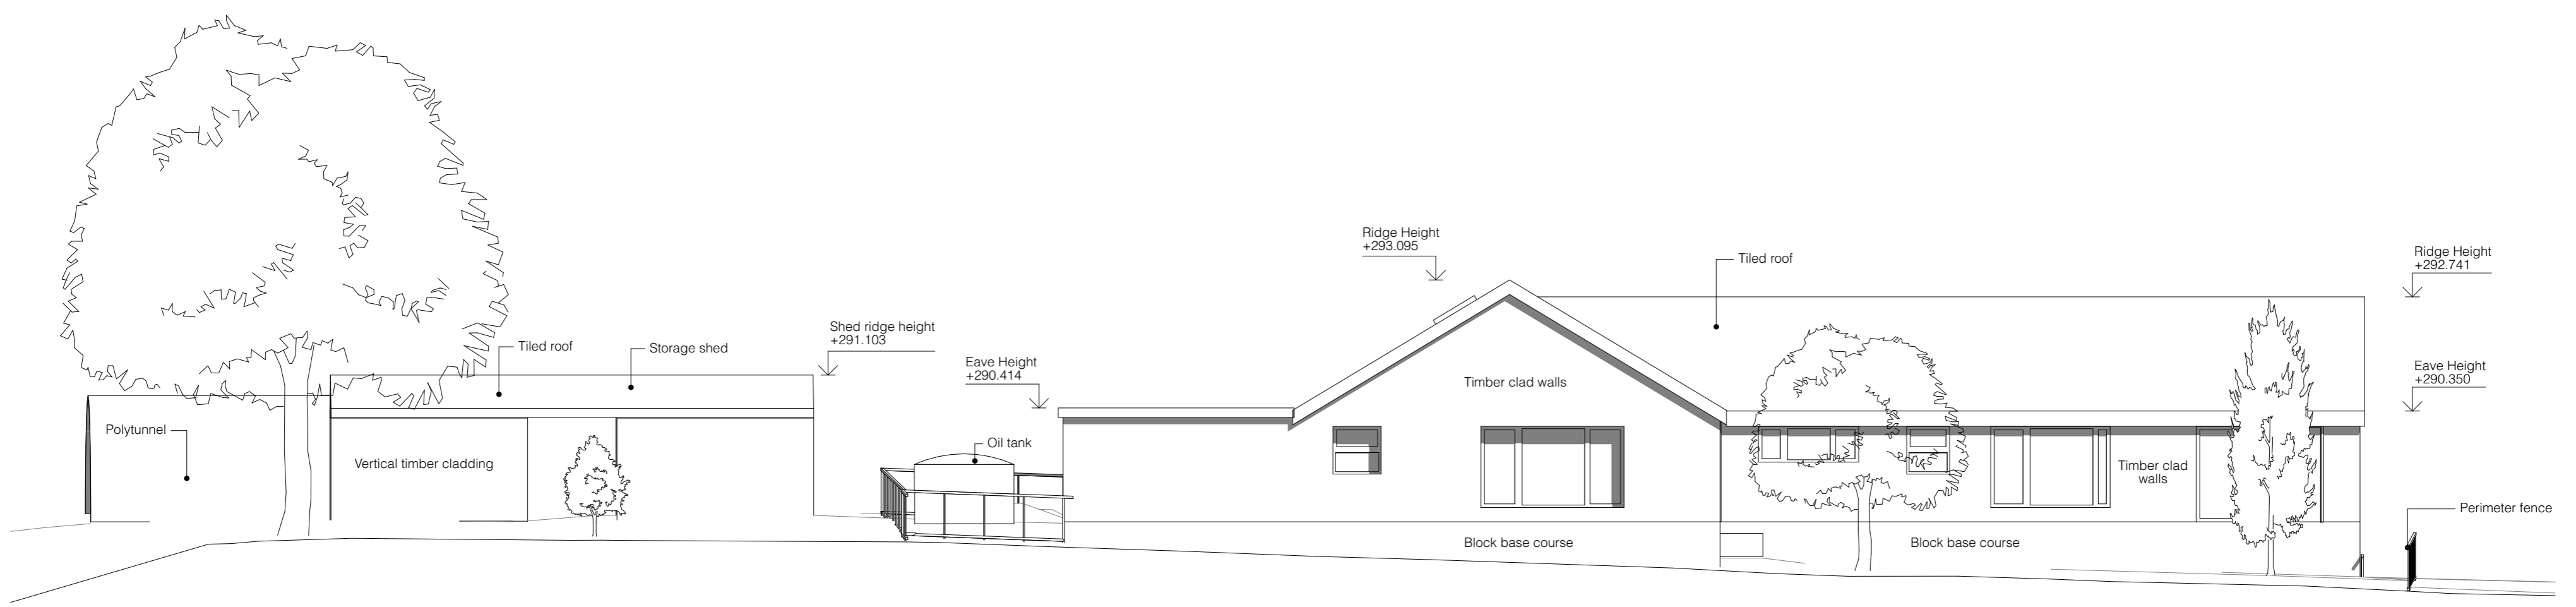 Ridge Height
+293.095
Tiled roof
Ridge Height
+292.741
Shed ridge height
+291.103
Tiled roof
Storage shed
Eave Height
+290.414
Eave Height
+290.350
Timber clad walls
Polytunnel
Oil tank
Vertical timber cladding
Timber clad
walls
Perimeter fence
Block base course
Block base course